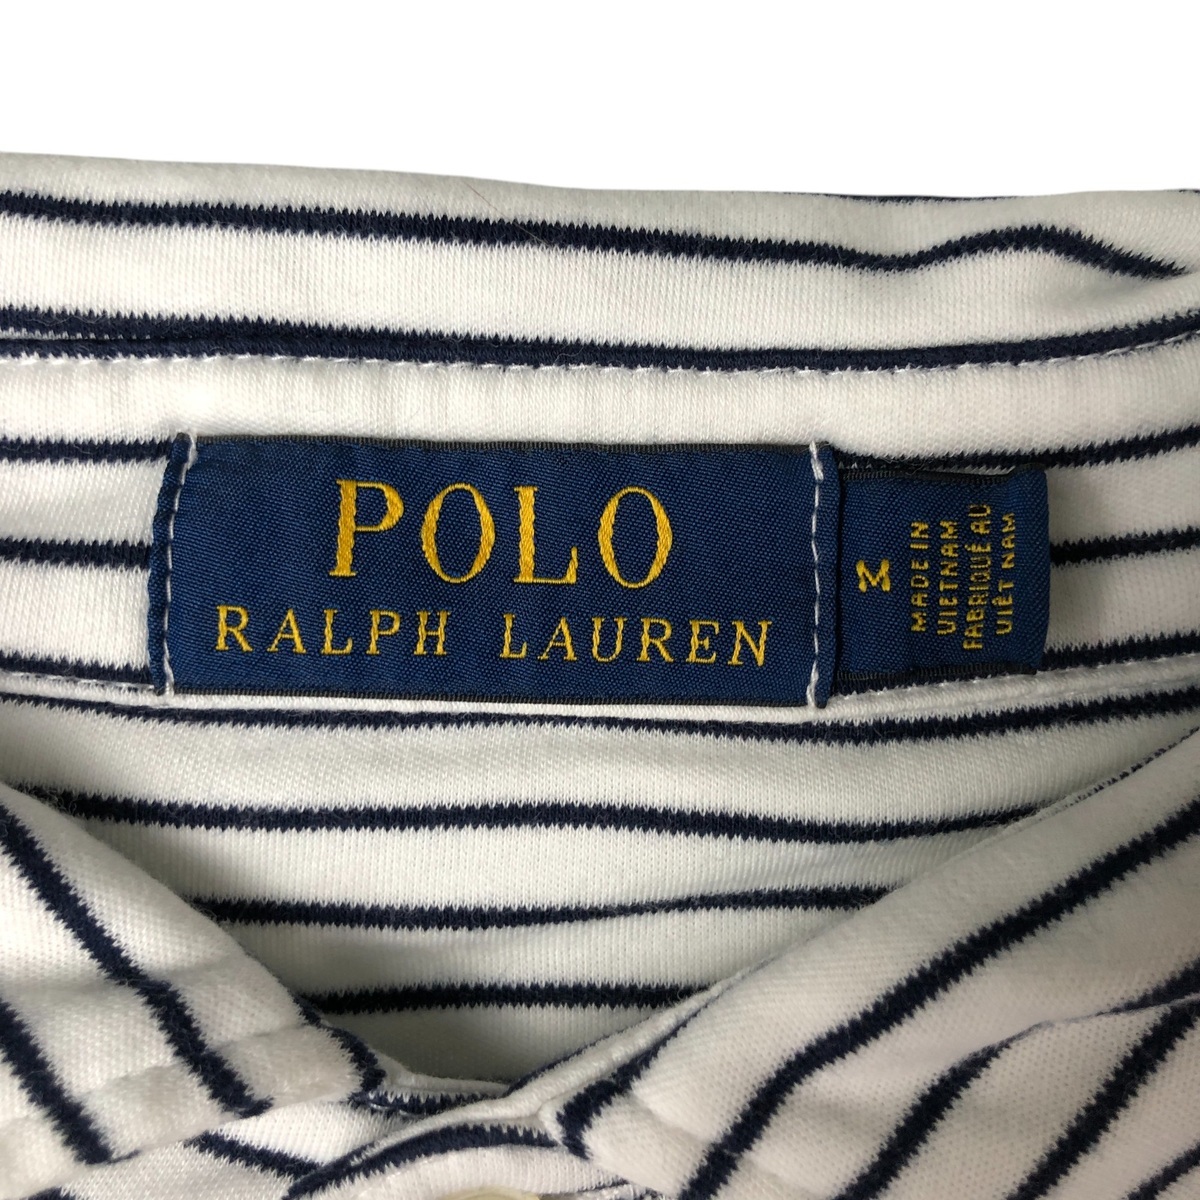 POLO
RALPH LAUREN
M
MADE IN
VIETNAM
FABRIQUÉ AU
VIÊT NAM